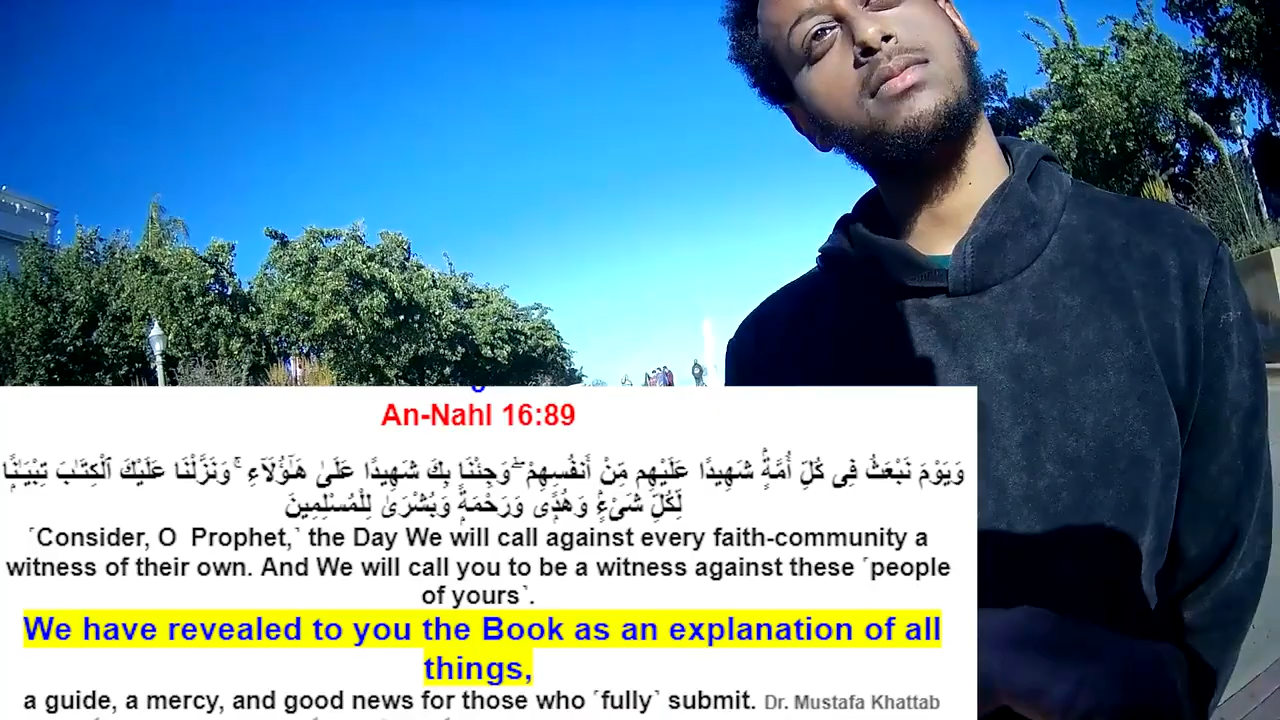 An-Nahl 16:89
وَيَوْمَ نَبْعَثُ فِى كُلِّ أُمَّةٍۢ شَهِيدًا عَلَيْهِم مِّنْ أَنفُسِهِمْ ۖ وَجِئْنَا بِكَ شَهِيدًا عَلَىٰ هَـٰٓؤُلَآءِ ۚ وَنَزَّلْنَا عَلَيْكَ ٱلْكِتَـٰبَ تِبْيَـٰنًۭا
لِّكُلِّ شَىْءٍۢ وَهُدًۭى وَرَحْمَةًۭ وَبُشْرَىٰ لِلْمُسْلِمِينَ
˹Consider, O Prophet,˺ the Day We will call against every faith-community a
witness of their own. And We will call you to be a witness against these ˹people
of yours˺.
We have revealed to you the Book as an explanation of all
things,
a guide, a mercy, and good news for those who ˹fully˺ submit. Dr. Mustafa Khattab